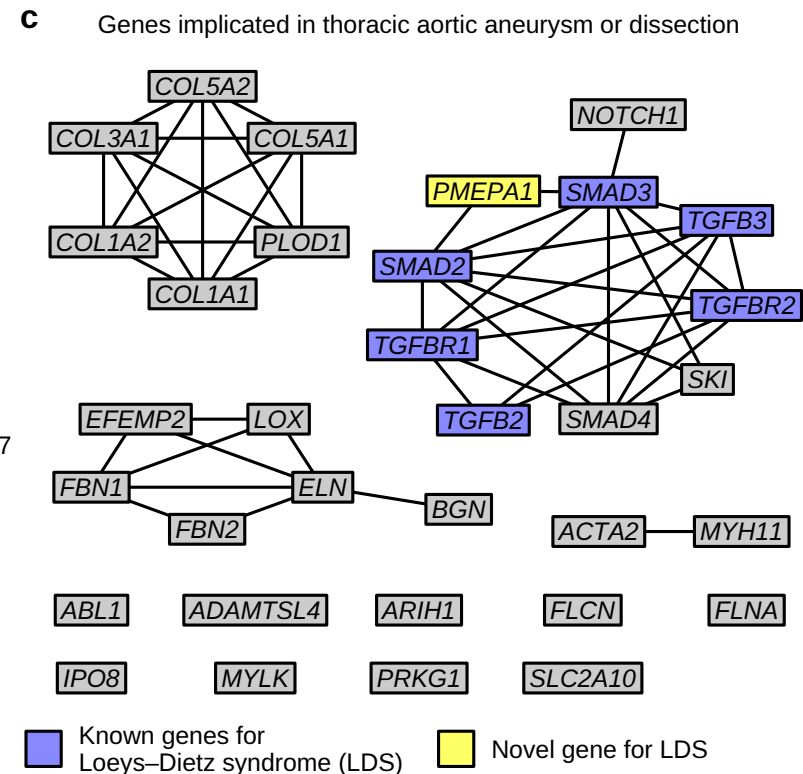 c
Genes implicated in thoracic aortic aneurysm or dissection
COL5A2
COL3A1
COL5A1
COL1A2
PLOD1
COL1A1
NOTCH1
PMEPA1
SMAD3
TGFB3
SMAD2
TGFBR2
TGFBR1
SKI
TGFB2
SMAD4
EFEMP2
LOX
7
FBN1
ELN
BGN
FBN2
ACTA2
MYH11
ABL1
ADAMTSL4
ARIH1
FLCN
FLNA
IPO8
MYLK
PRKG1
SLC2A10
Known genes for
Loeys–Dietz syndrome (LDS)
Novel gene for LDS